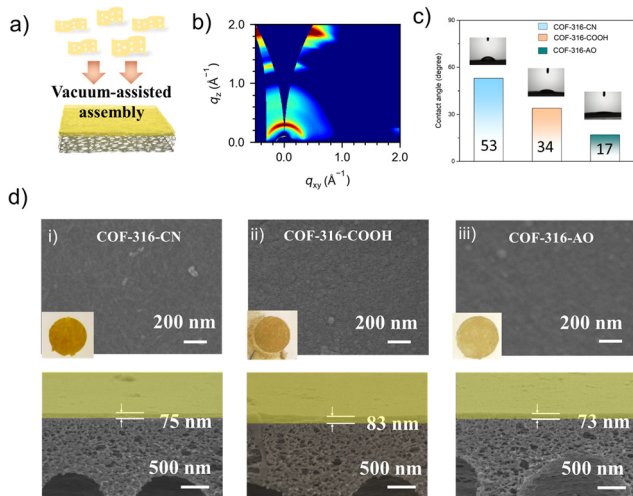 a)
Vacuum-assisted
assembly
b)
2.0
1.0
0.0
0.0
1.0
2.0
qz (Å⁻¹)
qxy (Å⁻¹)
c)
90
60
30
0
Contact angle (degree)
COF-316-CN
COF-316-COOH
COF-316-AO
53
34
17
d)
i)
COF-316-CN
200 nm
ii)
COF-316-COOH
200 nm
iii)
COF-316-AO
200 nm
75 nm
500 nm
83 nm
500 nm
73 nm
500 nm